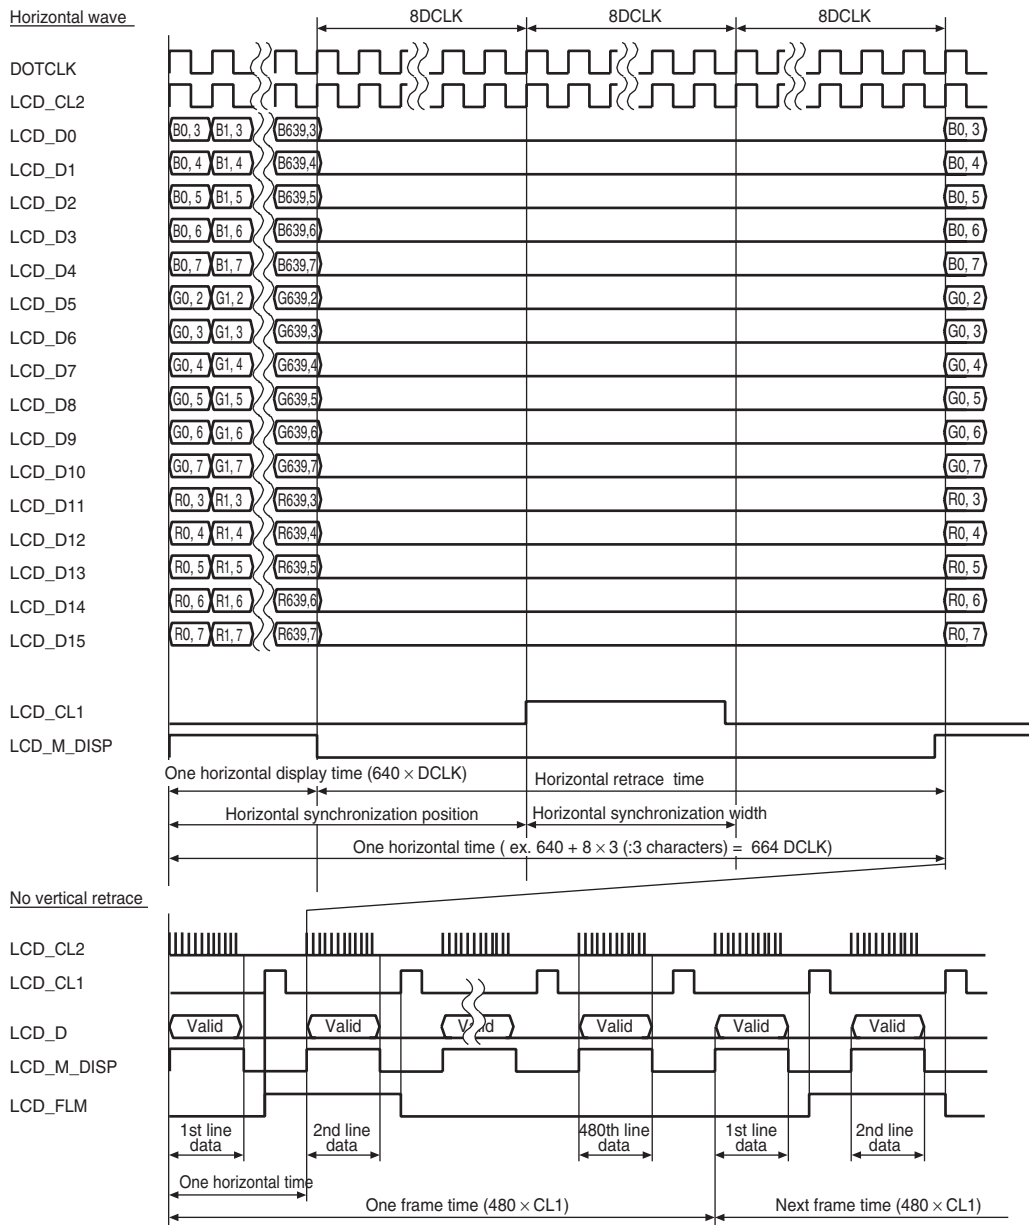 Horizontal wave
8DCLK 8DCLK 8DCLK
DOTCLK
LCD_CL2
LCD_D0 B0, 3 B1, 3 B639,3 B0, 3
LCD_D1 B0, 4 B1, 4 B639,4 B0, 4
LCD_D2 B0, 5 B1, 5 B639,5 B0, 5
LCD_D3 B0, 6 B1, 6 B639,6 B0, 6
LCD_D4 B0, 7 B1, 7 B639,7 B0, 7
LCD_D5 G0, 2 G1, 2 G639,2 G0, 2
LCD_D6 G0, 3 G1, 3 G639,3 G0, 3
LCD_D7 G0, 4 G1, 4 G639,4 G0, 4
LCD_D8 G0, 5 G1, 5 G639,5 G0, 5
LCD_D9 G0, 6 G1, 6 G639,6 G0, 6
LCD_D10 G0, 7 G1, 7 G639,7 G0, 7
LCD_D11 R0, 3 R1, 3 R639,3 R0, 3
LCD_D12 R0, 4 R1, 4 R639,4 R0, 4
LCD_D13 R0, 5 R1, 5 R639,5 R0, 5
LCD_D14 R0, 6 R1, 6 R639,6 R0, 6
LCD_D15 R0, 7 R1, 7 R639,7 R0, 7
LCD_CL1
LCD_M_DISP
One horizontal display time (640 × DCLK) Horizontal retrace time
Horizontal synchronization position Horizontal synchronization width
One horizontal time ( ex. 640 + 8 × 3 (:3 characters) = 664 DCLK)
No vertical retrace
LCD_CL2
LCD_CL1
LCD_D Valid Valid Valid Valid Valid Valid
LCD_M_DISP
LCD_FLM
1st line data 2nd line data 480th line data 1st line data 2nd line data
One horizontal time
One frame time (480 × CL1) Next frame time (480 × CL1)